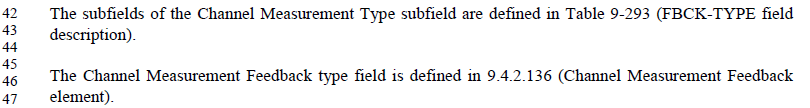 42 The subfields of the Channel Measurement Type subfield are defined in Table 9-293 (FBCK-TYPE field
43 description).
44
45
46 The Channel Measurement Feedback type field is defined in 9.4.2.136 (Channel Measurement Feedback
47 element).